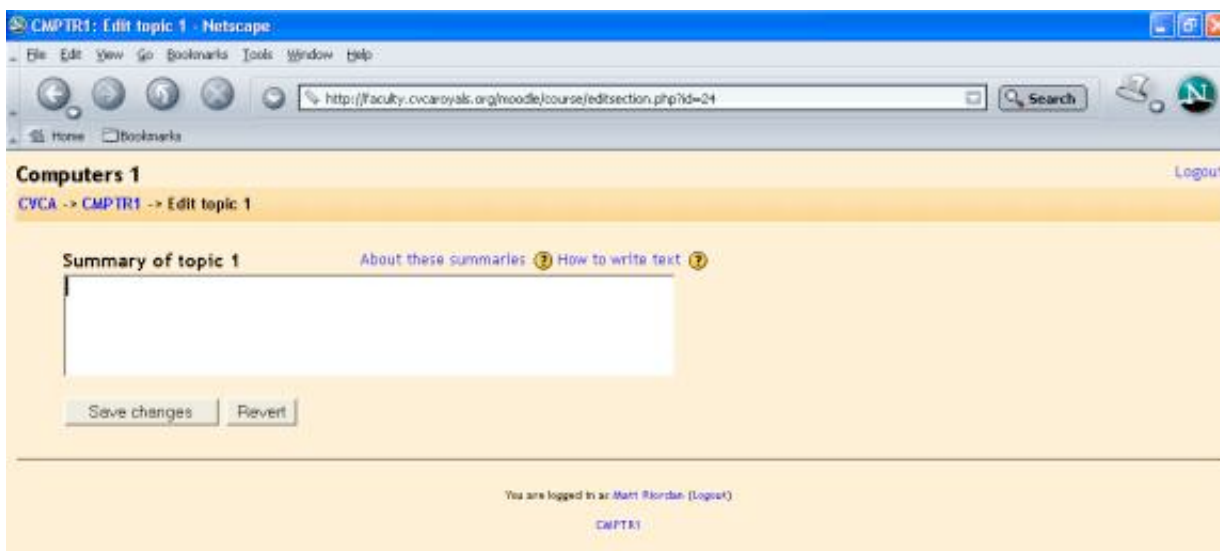 CMPTR1: Edit topic 1 - Netscape
File Edit View Go Bookmarks Tools Window Help
http://faculty.cvcaroyals.org/moodle/course/editsection.php?id=24
Search
N
Home Bookmarks
Computers 1
Logout
CVCA -> CMPTR1 -> Edit topic 1
Summary of topic 1 About these summaries ? How to write text ?
Save changes Revert
You are logged in as Matt Riordan (Logout)
CMPTR1